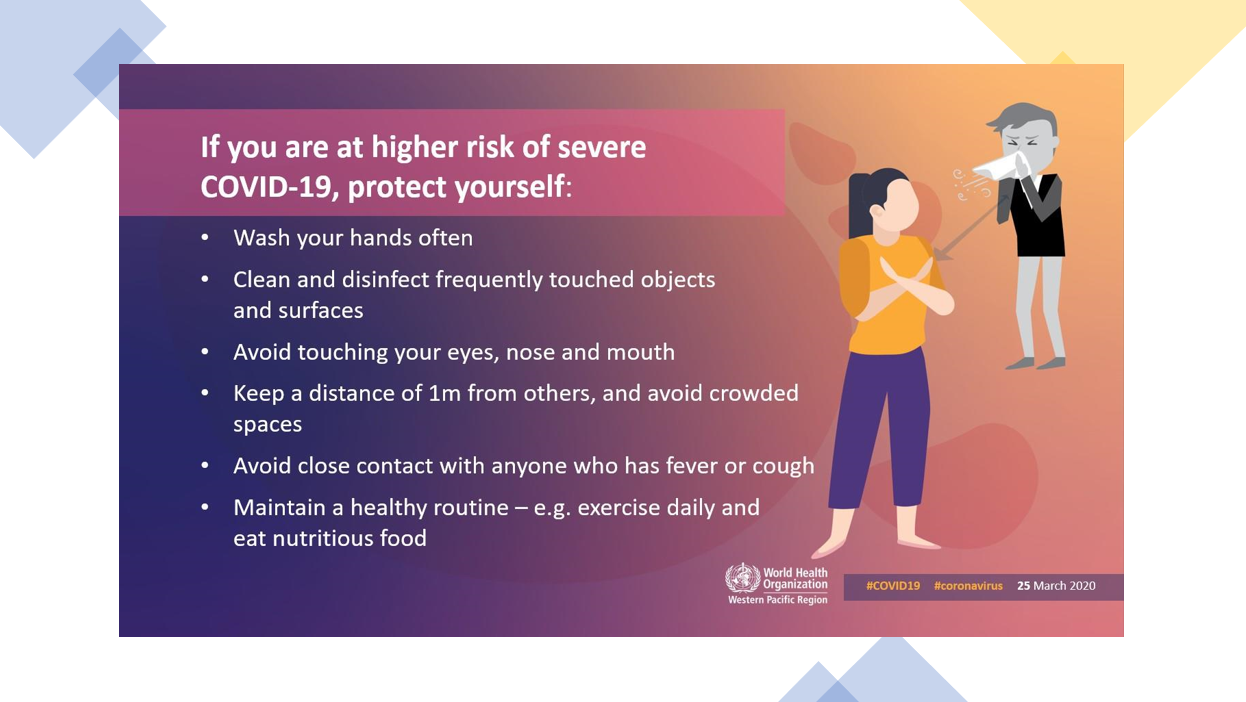 If you are at higher risk of severe
COVID-19, protect yourself:
• Wash your hands often
• Clean and disinfect frequently touched objects
and surfaces
• Avoid touching your eyes, nose and mouth
• Keep a distance of 1m from others, and avoid crowded
spaces
• Avoid close contact with anyone who has fever or cough
• Maintain a healthy routine – e.g. exercise daily and
eat nutritious food
World Health
Organization
Western Pacific Region
#COVID19 #coronavirus 25 March 2020